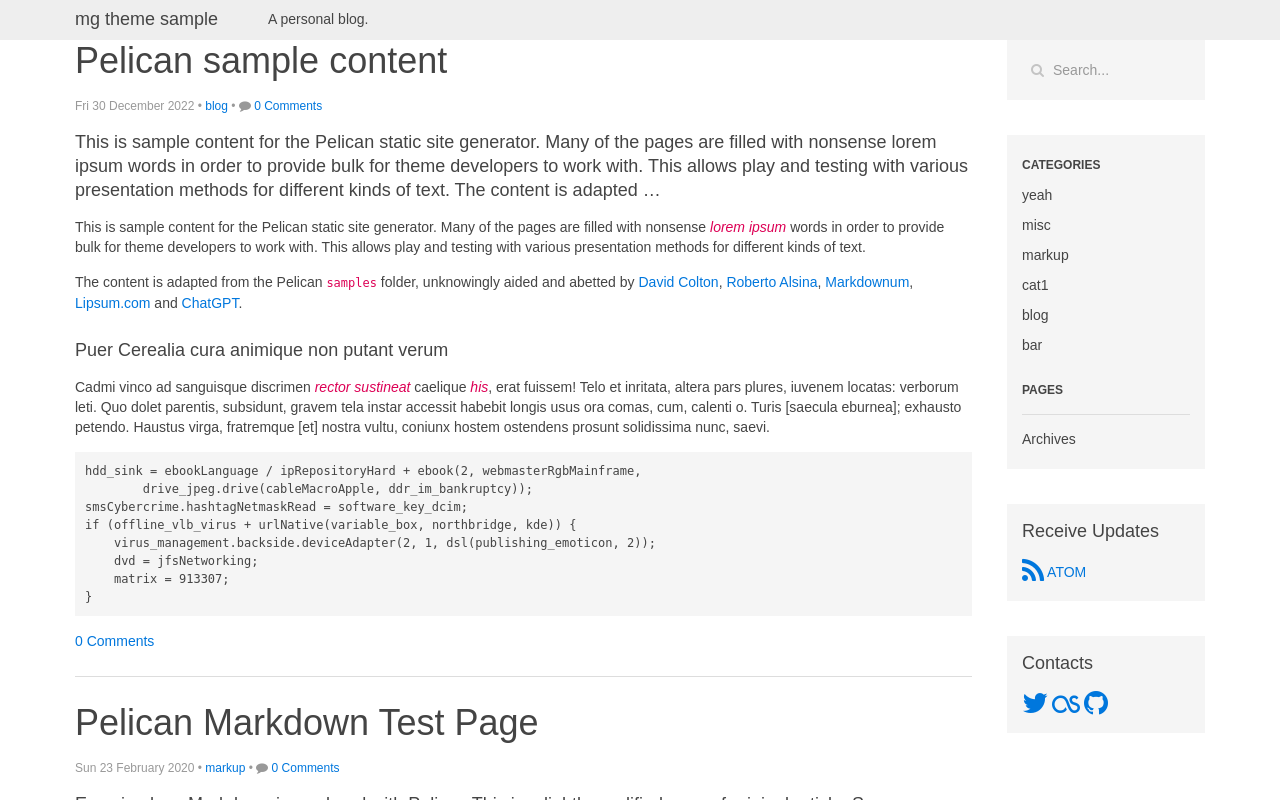 mg theme sample A personal blog.
Pelican sample content
Fri 30 December 2022 • blog • 0 Comments
This is sample content for the Pelican static site generator. Many of the pages are filled with nonsense lorem
ipsum words in order to provide bulk for theme developers to work with. This allows play and testing with various
presentation methods for different kinds of text. The content is adapted …
This is sample content for the Pelican static site generator. Many of the pages are filled with nonsense lorem ipsum words in order to provide
bulk for theme developers to work with. This allows play and testing with various presentation methods for different kinds of text.
The content is adapted from the Pelican samples folder, unknowingly aided and abetted by David Colton, Roberto Alsina, Markdownum,
Lipsum.com and ChatGPT.
Puer Cerealia cura animique non putant verum
Cadmi vinco ad sanguisque discrimen rector sustineat caelique his, erat fuissem! Telo et inritata, altera pars plures, iuvenem locatas: verborum
leti. Quo dolet parentis, subsidunt, gravem tela instar accessit habebit longis usus ora comas, cum, calenti o. Turis [saecula eburnea]; exhausto
petendo. Haustus virga, fratremque [et] nostra vultu, coniunx hostem ostendens prosunt solidissima nunc, saevi.
hdd_sink = ebookLanguage / ipRepositoryHard + ebook(2, webmasterRgbMainframe,
        drive_jpeg.drive(cableMacroApple, ddr_im_bankruptcy));
smsCybercrime.hashtagNetmaskRead = software_key_dcim;
if (offline_vlb_virus + urlNative(variable_box, northbridge, kde)) {
    virus_management.backside.deviceAdapter(2, 1, dsl(publishing_emoticon, 2));
    dvd = jfsNetworking;
    matrix = 913307;
}
0 Comments
Pelican Markdown Test Page
Sun 23 February 2020 • markup • 0 Comments
Search...
CATEGORIES
yeah
misc
markup
cat1
blog
bar
PAGES
Archives
Receive Updates
ATOM
Contacts